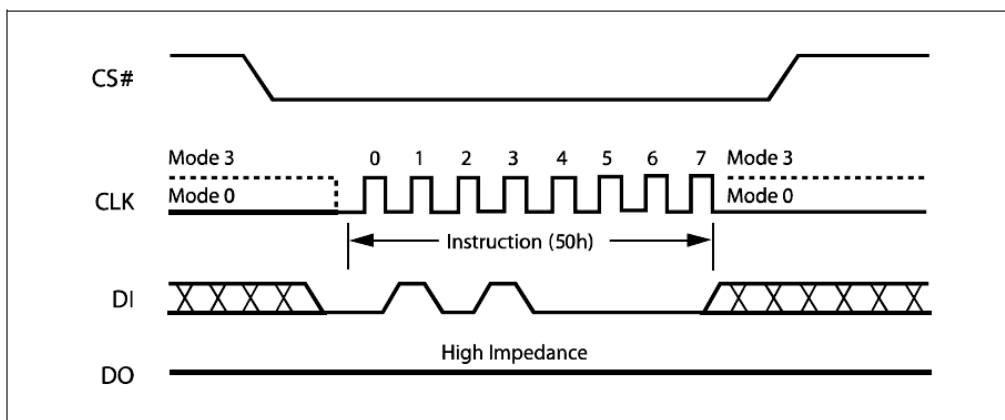 CS#
Mode 3 0 1 2 3 4 5 6 7 Mode 3
CLK Mode 0 Mode 0
Instruction (50h)
DI
High Impedance
DO